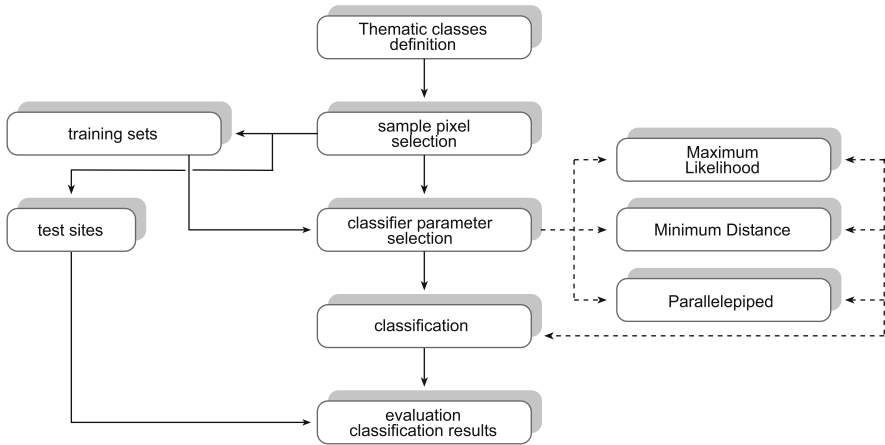 Thematic classes
definition
training sets
sample pixel
selection
Maximum
Likelihood
test sites
classifier parameter
selection
Minimum Distance
Parallelepiped
classification
evaluation
classification results